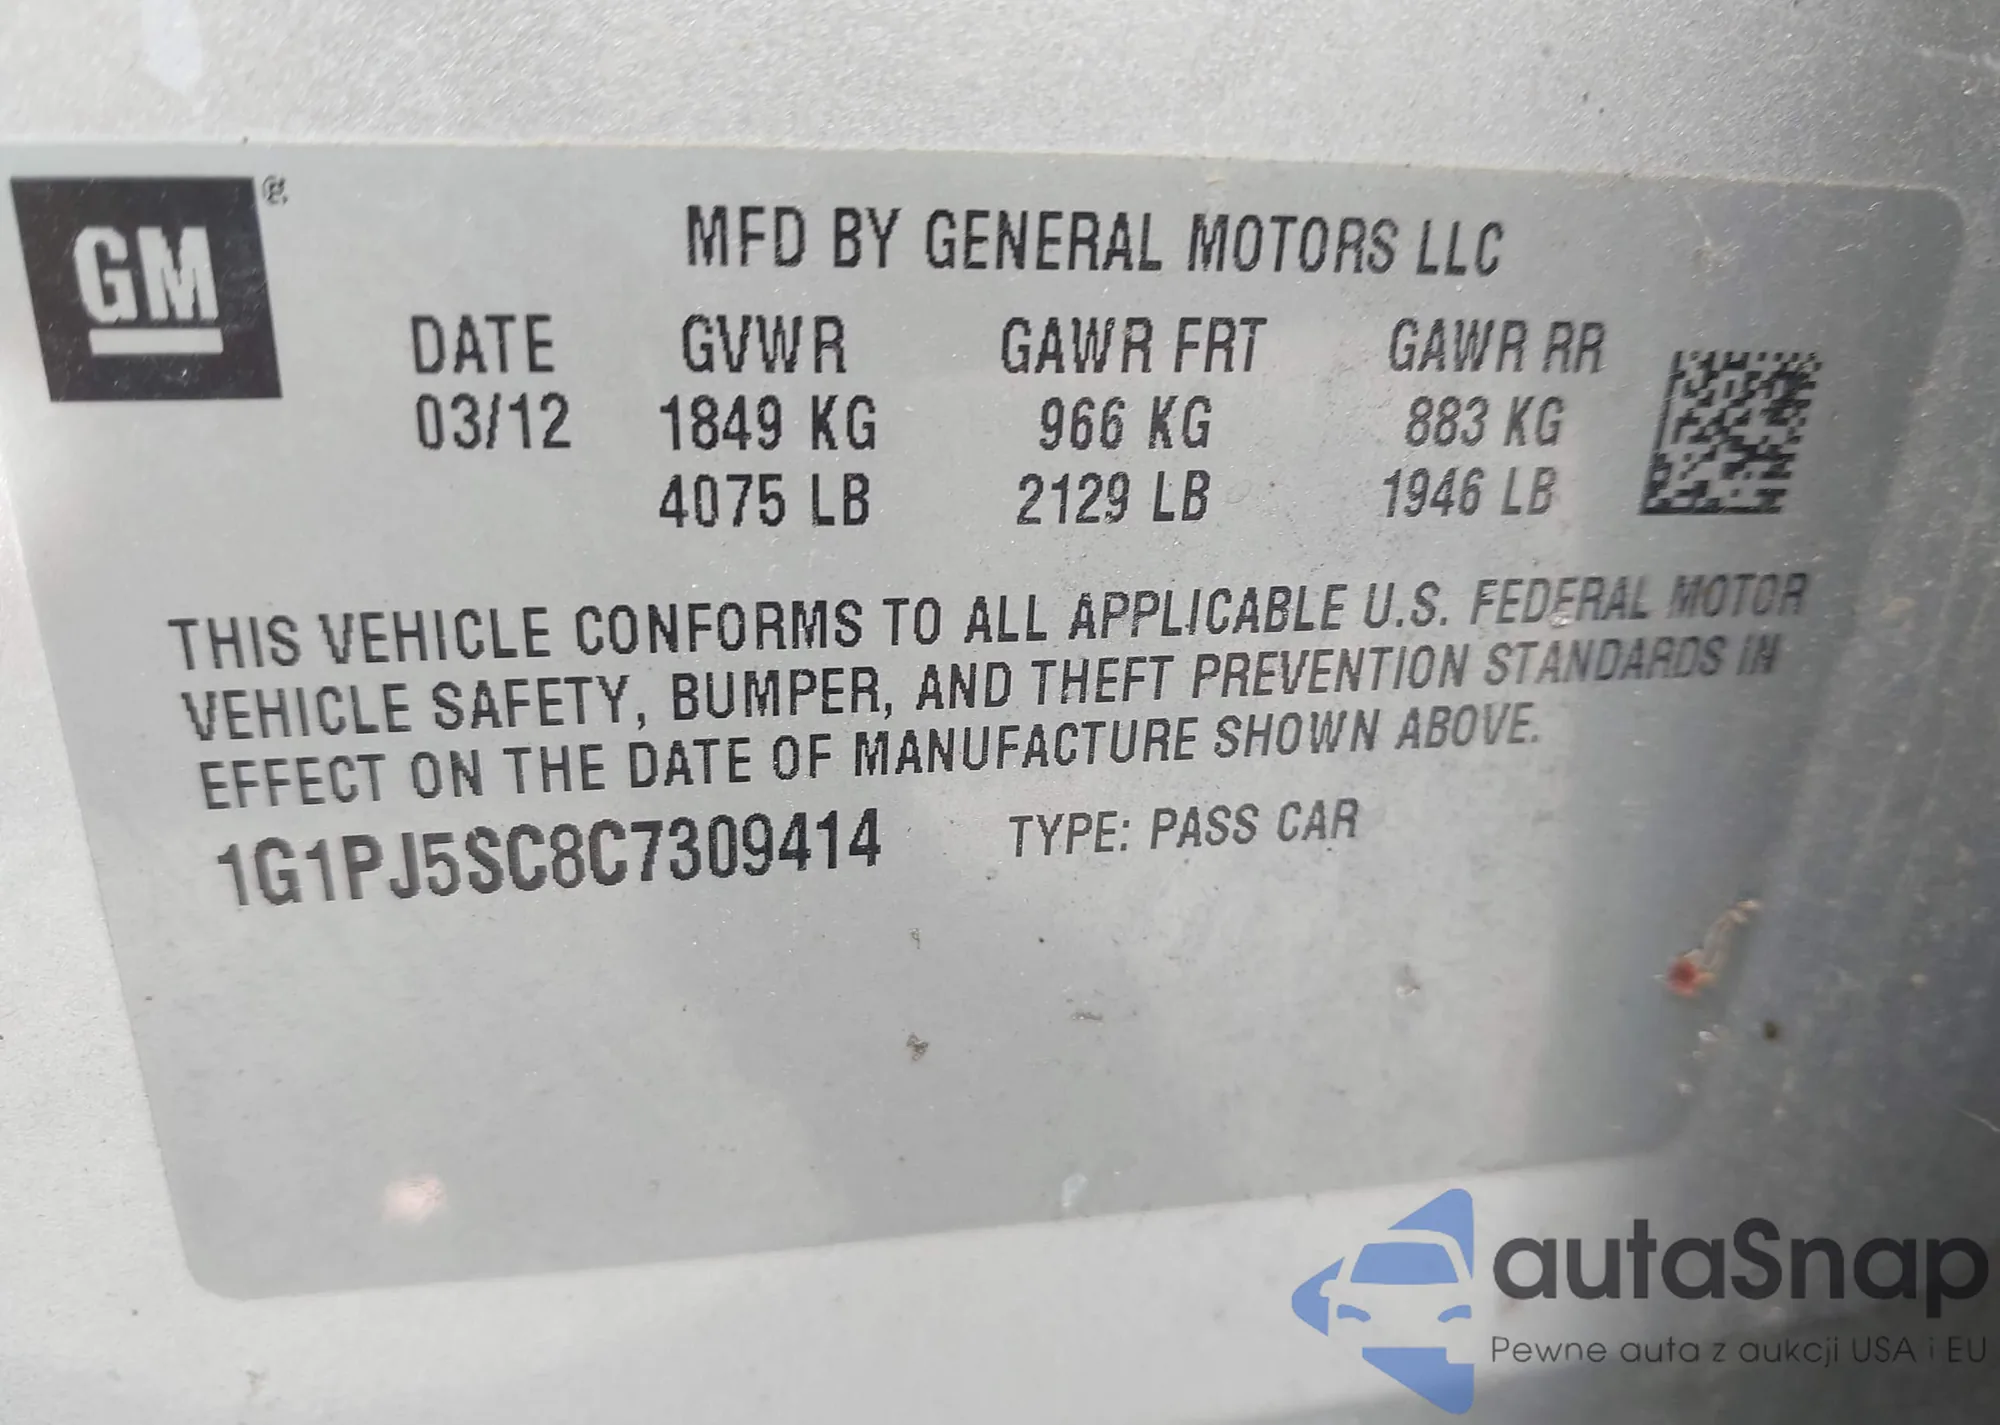 GM®
MFD BY GENERAL MOTORS LLC
DATE GVWR GAWR FRT GAWR RR
03/12 1849 KG 966 KG 883 KG
4075 LB 2129 LB 1946 LB
THIS VEHICLE CONFORMS TO ALL APPLICABLE U.S. FEDERAL MOTOR
VEHICLE SAFETY, BUMPER, AND THEFT PREVENTION STANDARDS IN
EFFECT ON THE DATE OF MANUFACTURE SHOWN ABOVE.
1G1PJ5SC8C7309414 TYPE: PASS CAR
autaSnap
Pewne auta z aukcji USA i EU